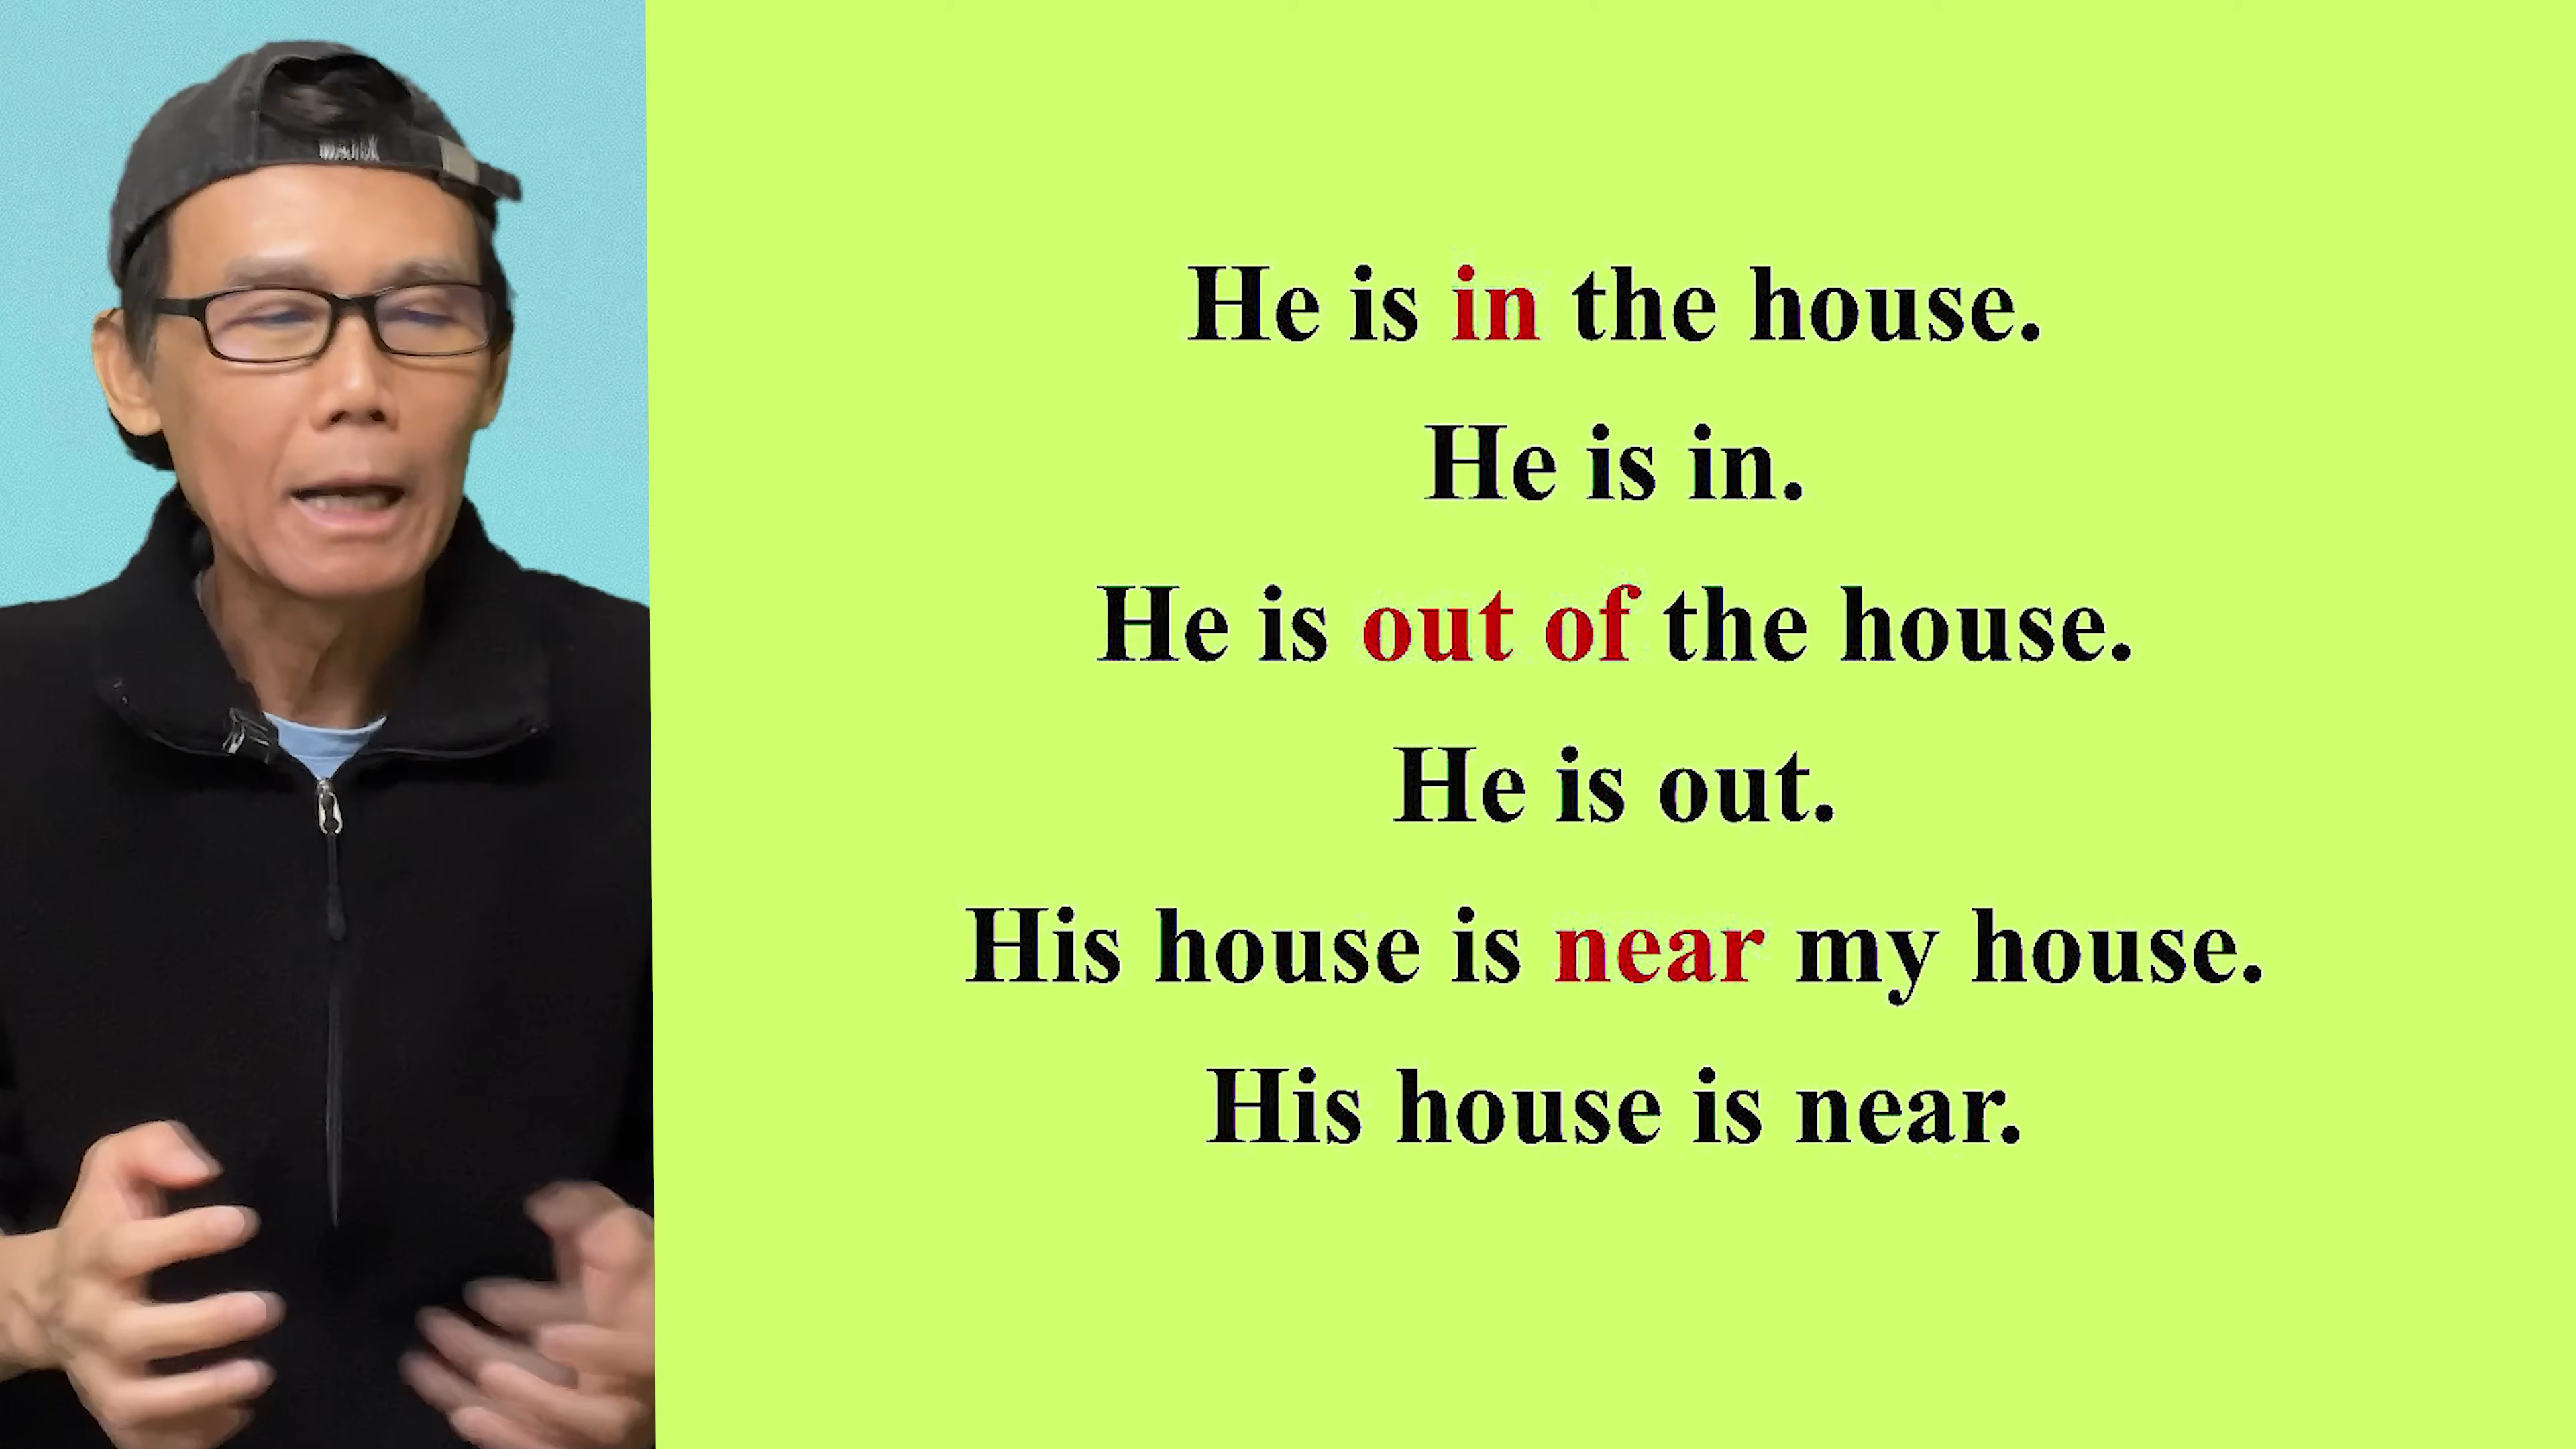 He is in the house.
He is in.
He is out of the house.
He is out.
His house is near my house.
His house is near.